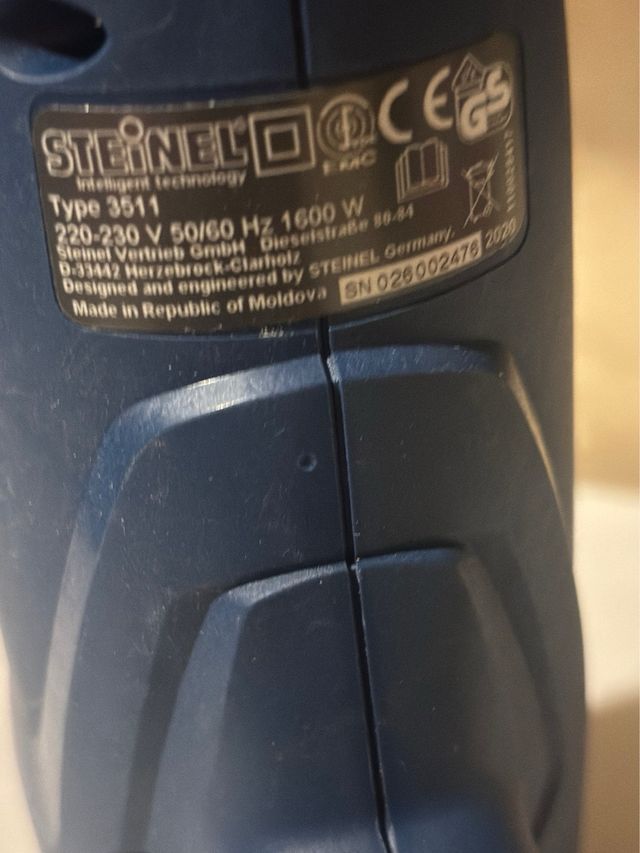 STEINEL
EMC
CE
GS
Intelligent technology
Type 3511
220-230 V 50/60 Hz 1600 W
Steinel Vertrieb GmbH Dieselstraße 80-84
D-33442 Herzebrock-Clarholz
Designed and engineered by STEINEL Germany.
Made in Republic of Moldova
SN 026002476 2020